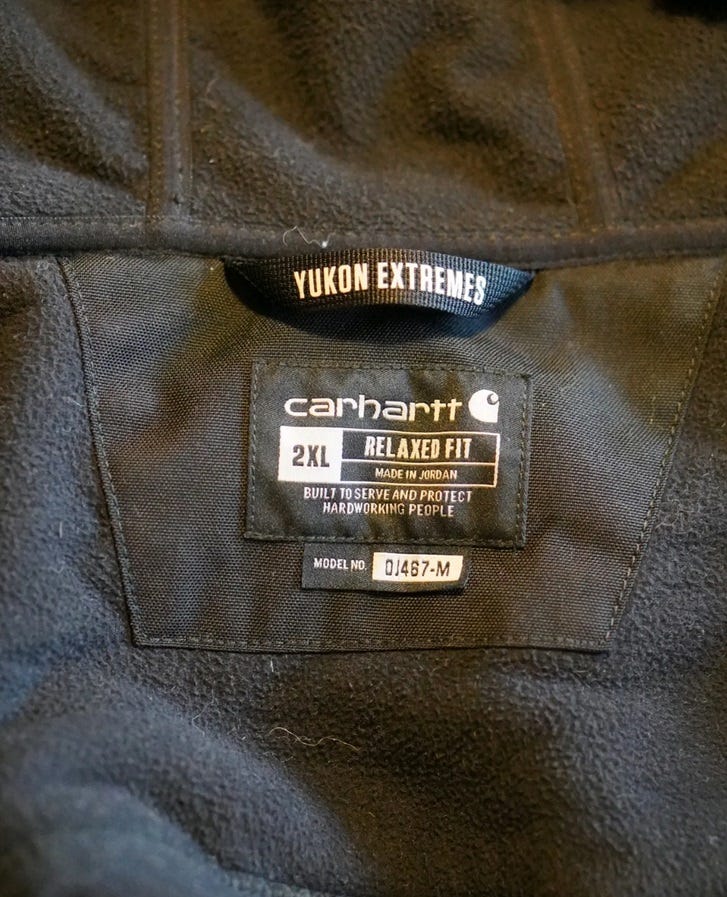 YUKON EXTREMES
carhartt
2XL RELAXED FIT
MADE IN JORDAN
BUILT TO SERVE AND PROTECT
HARDWORKING PEOPLE
MODEL NO. OJ467-M